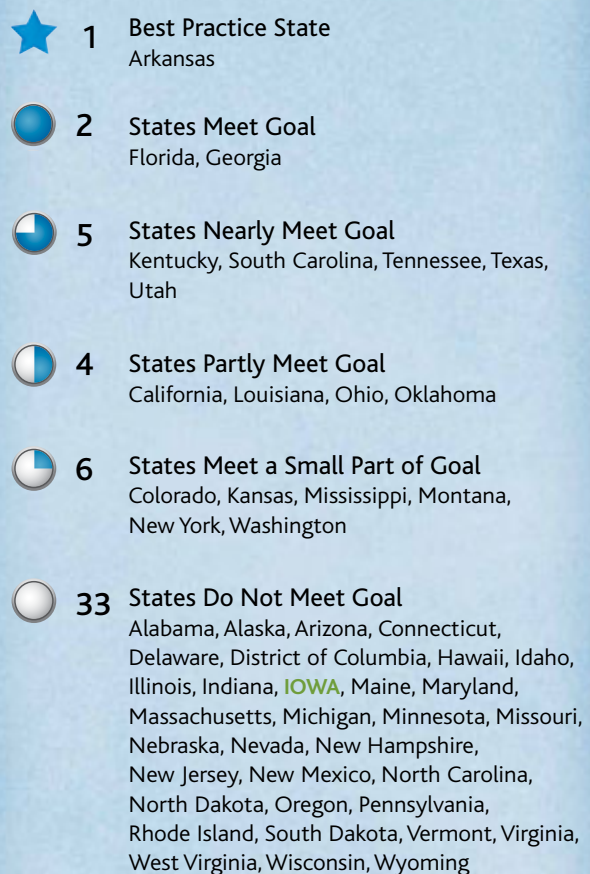 1 Best Practice State
Arkansas
2 States Meet Goal
Florida, Georgia
5 States Nearly Meet Goal
Kentucky, South Carolina, Tennessee, Texas,
Utah
4 States Partly Meet Goal
California, Louisiana, Ohio, Oklahoma
6 States Meet a Small Part of Goal
Colorado, Kansas, Mississippi, Montana,
New York, Washington
33 States Do Not Meet Goal
Alabama, Alaska, Arizona, Connecticut,
Delaware, District of Columbia, Hawaii, Idaho,
Illinois, Indiana, IOWA, Maine, Maryland,
Massachusetts, Michigan, Minnesota, Missouri,
Nebraska, Nevada, New Hampshire,
New Jersey, New Mexico, North Carolina,
North Dakota, Oregon, Pennsylvania,
Rhode Island, South Dakota, Vermont, Virginia,
West Virginia, Wisconsin, Wyoming